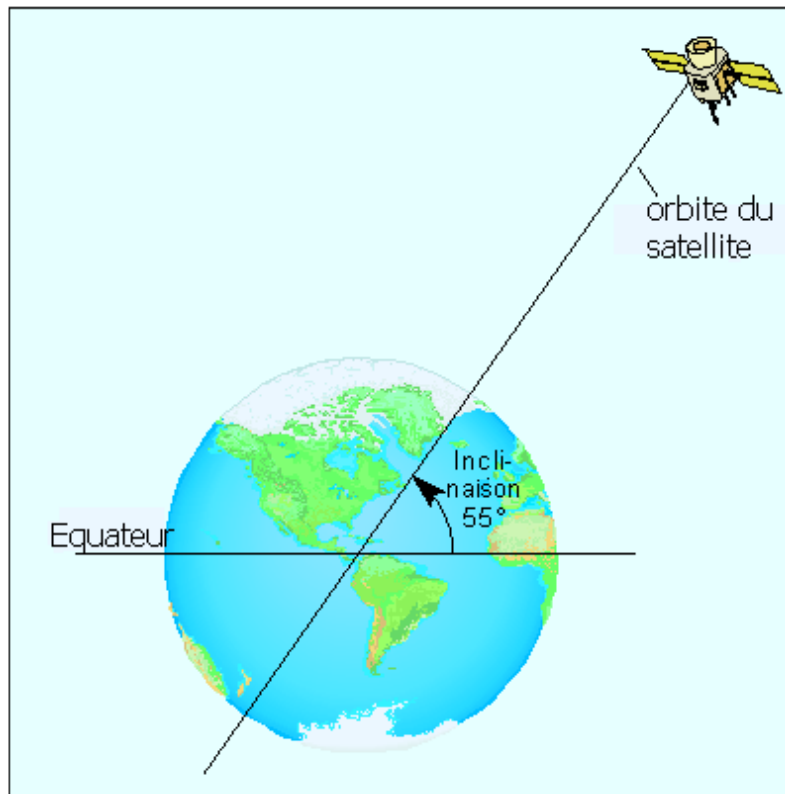 orbite du
satellite
Incli-
naison
55°
Equateur